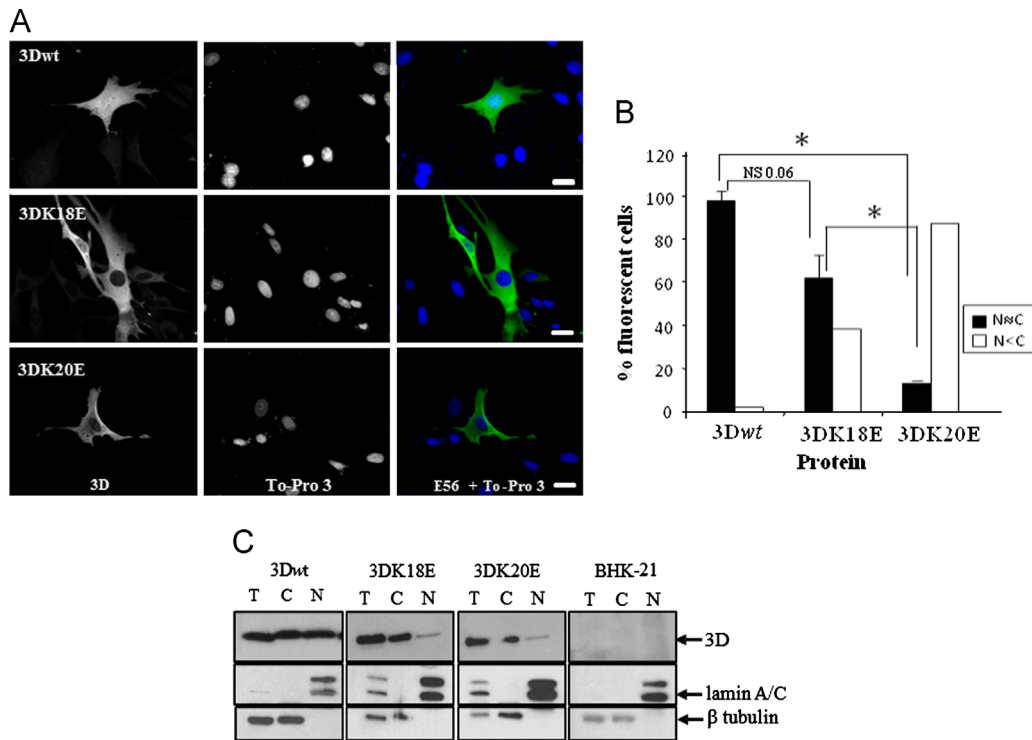 A
3Dwt
3DK18E
3DK20E
3D
To-Pro 3
E56 + To-Pro 3
B
120
100
80
60
40
20
0
% fluorescent cells
*
NS 0.06
*
N≈C
N<C
3Dwt 3DK18E 3DK20E
Protein
C
3Dwt 3DK18E 3DK20E BHK-21
T C N T C N T C N T C N
3D
lamin A/C
β tubulin